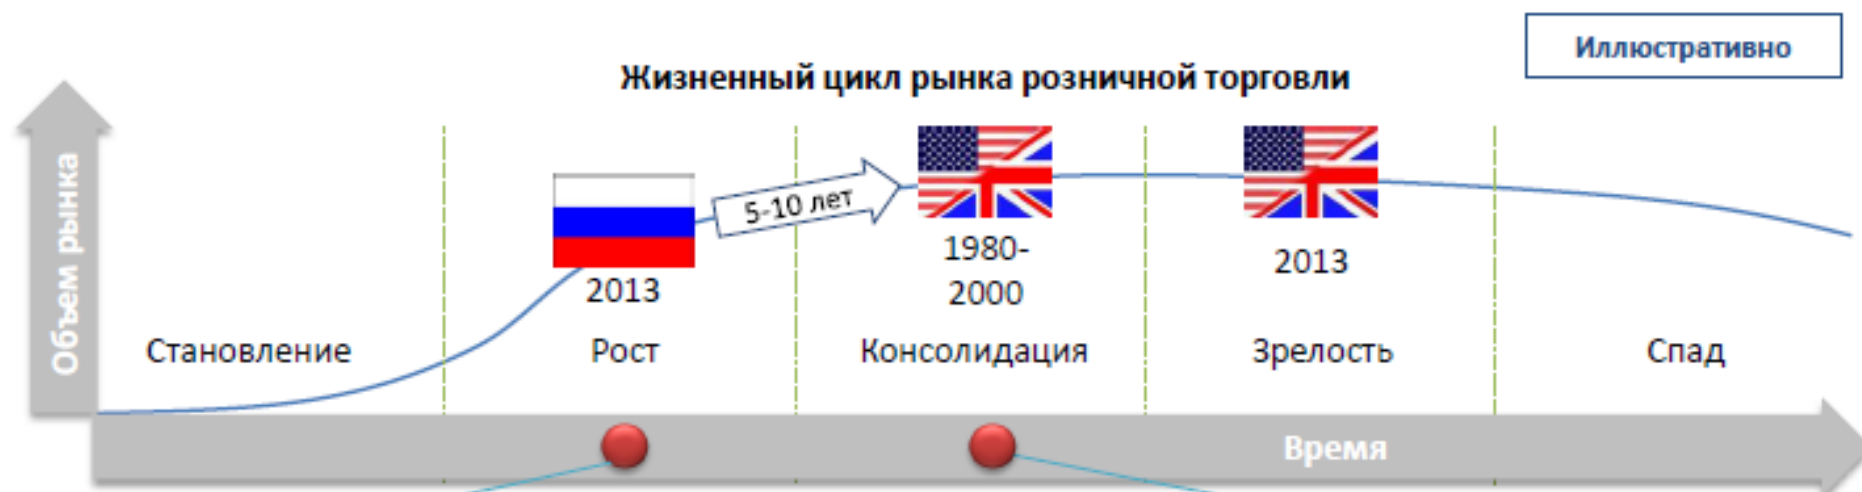 Иллюстративно
Жизненный цикл рынка розничной торговли
Объем рынка
5-10 лет
2013
1980-
2000
2013
Становление
Рост
Консолидация
Зрелость
Спад
Время